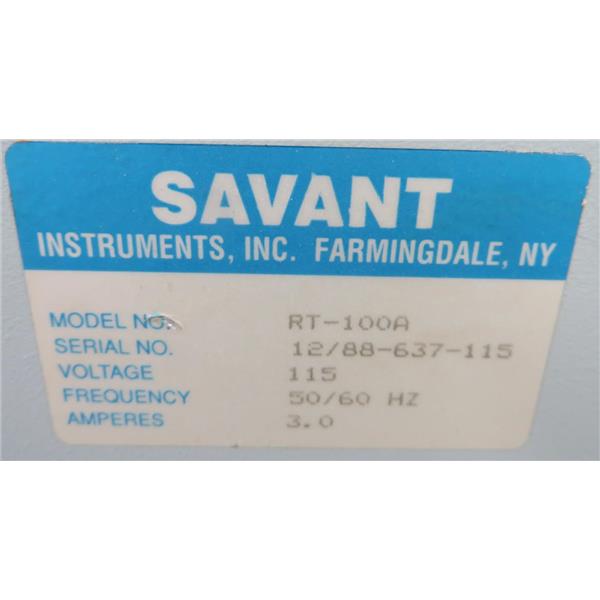 SAVANT
INSTRUMENTS, INC. FARMINGDALE, NY
MODEL NO. RT-100A
SERIAL NO. 12/88-637-115
VOLTAGE 115
FREQUENCY 50/60 HZ
AMPERES 3.0